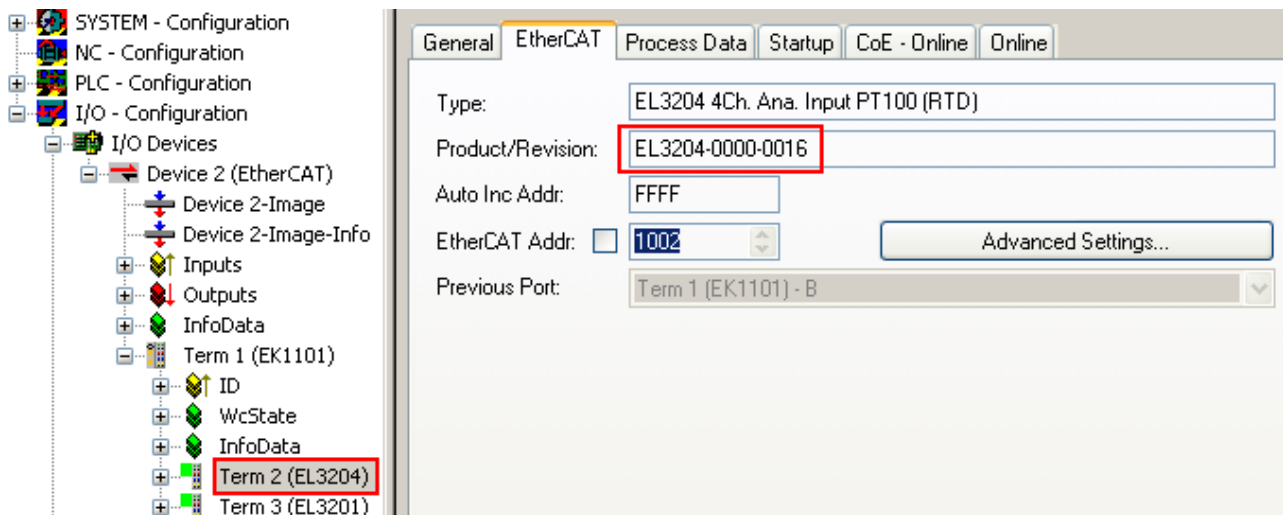 SYSTEM - Configuration
NC - Configuration
PLC - Configuration
I/O - Configuration
I/O Devices
Device 2 (EtherCAT)
Device 2-Image
Device 2-Image-Info
Inputs
Outputs
InfoData
Term 1 (EK1101)
ID
WcState
InfoData
Term 2 (EL3204)
Term 3 (EL3201)
General EtherCAT Process Data Startup CoE - Online Online
Type: EL3204 4Ch. Ana. Input PT100 (RTD)
Product/Revision: EL3204-0000-0016
Auto Inc Addr: FFFF
EtherCAT Addr: 1002 Advanced Settings...
Previous Port: Term 1 (EK1101) - B